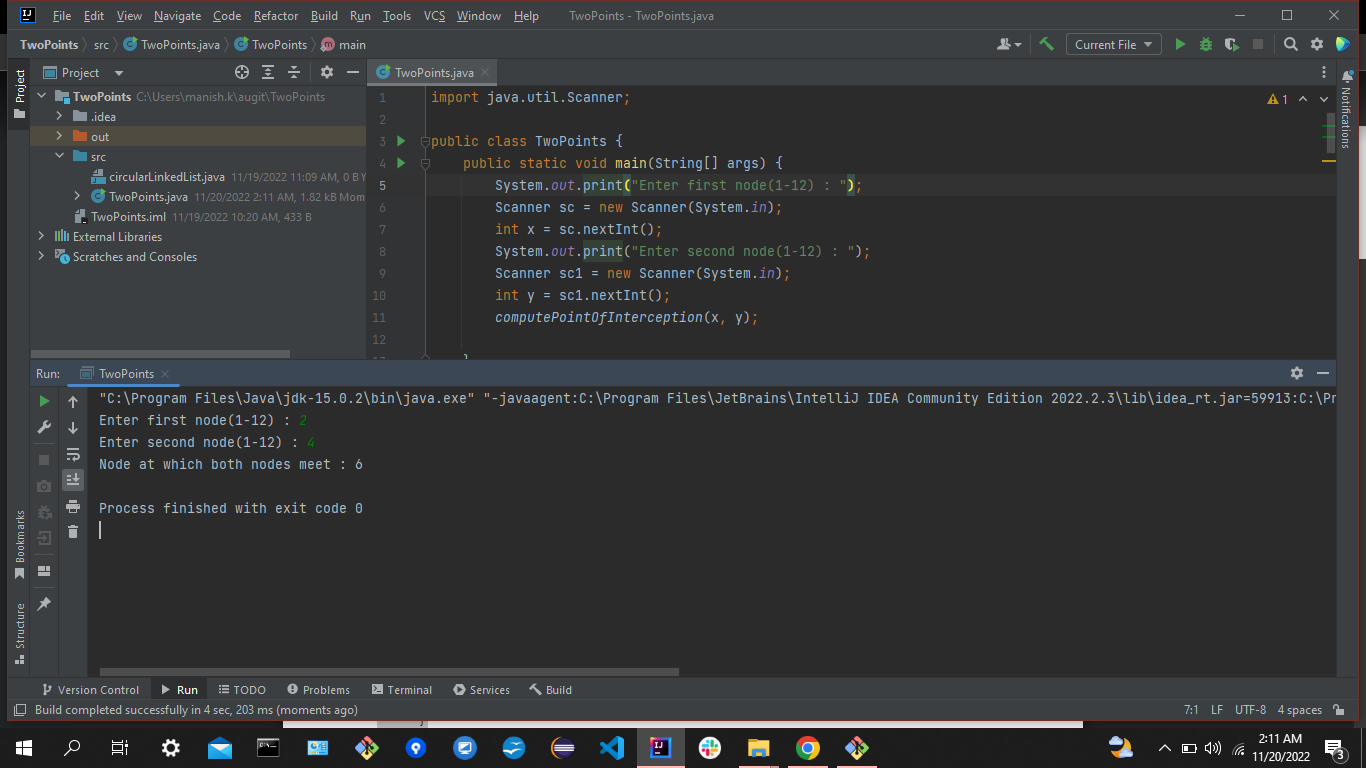 File Edit View Navigate Code Refactor Build Run Tools VCS Window Help TwoPoints - TwoPoints.java
TwoPoints src TwoPoints.java TwoPoints main Current File
Project TwoPoints.java
Project
TwoPoints C:\Users\manish.k\augit\TwoPoints
.idea
out
src
circularLinkedList.java 11/19/2022 11:09 AM, 0 BY
TwoPoints.java 11/20/2022 2:11 AM, 1.82 kB Mom
TwoPoints.iml 11/19/2022 10:20 AM, 433 B
External Libraries
Scratches and Consoles
1 import java.util.Scanner;
2
3 public class TwoPoints {
4 public static void main(String[] args) {
5 System.out.print("Enter first node(1-12) : ");
6 Scanner sc = new Scanner(System.in);
7 int x = sc.nextInt();
8 System.out.print("Enter second node(1-12) : ");
9 Scanner sc1 = new Scanner(System.in);
10 int y = sc1.nextInt();
11 computePointOfInterception(x, y);
12
1
Notifications
Run: TwoPoints
"C:\Program Files\Java\jdk-15.0.2\bin\java.exe" "-javaagent:C:\Program Files\JetBrains\IntelliJ IDEA Community Edition 2022.2.3\lib\idea_rt.jar=59913:C:\Pr
Enter first node(1-12) : 2
Enter second node(1-12) : 4
Node at which both nodes meet : 6
Process finished with exit code 0
Bookmarks
Structure
Version Control Run TODO Problems Terminal Services Build
Build completed successfully in 4 sec, 203 ms (moments ago) 7:1 LF UTF-8 4 spaces
2:11 AM
11/20/2022
3